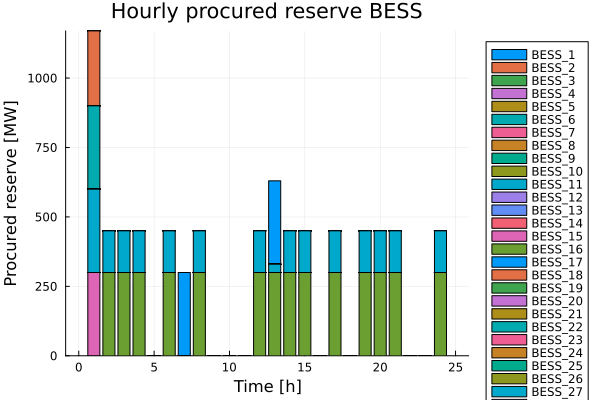 Hourly procured reserve BESS
Procured reserve [MW]
1000
750
500
250
0
0 5 10 15 20 25
Time [h]
BESS_1
BESS_2
BESS_3
BESS_4
BESS_5
BESS_6
BESS_7
BESS_8
BESS_9
BESS_10
BESS_11
BESS_12
BESS_13
BESS_14
BESS_15
BESS_16
BESS_17
BESS_18
BESS_19
BESS_20
BESS_21
BESS_22
BESS_23
BESS_24
BESS_25
BESS_26
BESS_27